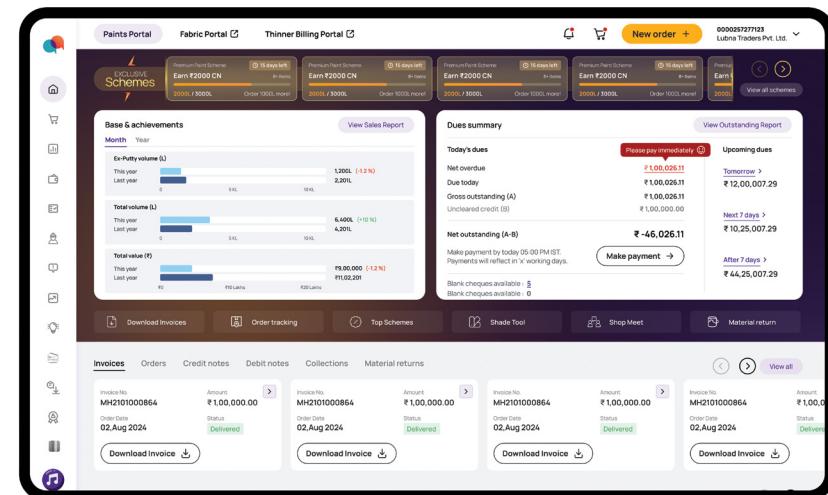 Paints Portal
Fabric Portal
Thinner Billing Portal
New order +
0000257277123
Lubna Traders Pvt. Ltd.
EXCLUSIVE
Schemes
Premium Paint Scheme
15 days left
Earn ₹2000 CN
8+ items
2000L / 3000L
Order 1000L more!
Premium Paint Scheme
15 days left
Earn ₹2000 CN
8+ items
2000L / 3000L
Order 1000L more!
Premium Paint Scheme
15 days left
Earn ₹2000 CN
8+ items
2000L / 3000L
Order 1000L more!
Premium Paint Scheme
15 days left
Earn ₹2000 CN
8+ items
2000L / 3000L
Order 1000L more!
Earn
2000L
View all schemes
Base & achievements
View Sales Report
Month Year
Ex-Putty volume (L)
This year
1,200L (-1.2%)
Last year
2,201L
0 5 KL 10 KL
Total volume (L)
This year
6,400L (+10%)
Last year
4,201L
0 5 KL 10 KL
Total value (₹)
This year
₹9,00,000 (-1.2%)
Last year
₹11,02,201
₹0 ₹10 Lakhs ₹20 Lakhs
Dues summary
View Outstanding Report
Today's dues
Please pay immediately
Net overdue
₹ 1,00,026.11
Due today
₹ 1,00,026.11
Gross outstanding (A)
₹ 1,00,026.11
Uncleared credit (B)
₹ 1,00,000.00
Net outstanding (A-B)
₹ -46,026.11
Make payment by today 05:00 PM IST.
Payments will reflect in 'x' working days.
Make payment →
Blank cheques available : 5
Blank cheques available : 0
Upcoming dues
Tomorrow >
₹ 12,00,007.29
Next 7 days >
₹ 10,25,007.29
After 7 days >
₹ 44,25,007.29
Download Invoices
Order tracking
Top Schemes
Shade Tool
Shop Meet
Material return
Invoices
Orders
Credit notes
Debit notes
Collections
Material returns
View all
Invoice No.
Amount
MH2101000864
₹ 1,00,000.00
Order Date
Status
02,Aug 2024
Delivered
Download Invoice
Invoice No.
Amount
MH2101000864
₹ 1,00,000.00
Order Date
Status
02,Aug 2024
Delivered
Download Invoice
Invoice No.
Amount
MH2101000864
₹ 1,00,000.00
Order Date
Status
02,Aug 2024
Delivered
Download Invoice
Invoice No.
Amount
MH2101000864
₹ 1,00,0
Order Date
Status
02,Aug 2024
Delivere
Download Invoice